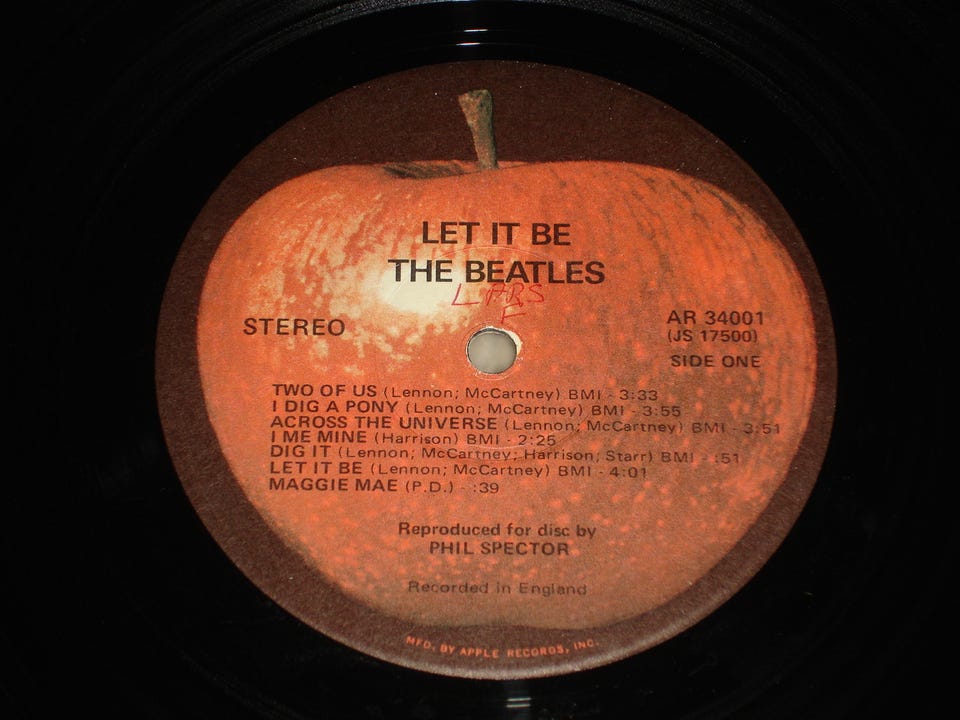 LET IT BE
THE BEATLES
LARS
F
STEREO
AR 34001
(JS 17500)
SIDE ONE
TWO OF US (Lennon; McCartney) BMI - 3:33
I DIG A PONY (Lennon; McCartney) BMI - 3:55
ACROSS THE UNIVERSE (Lennon; McCartney) BMI - 3:51
I ME MINE (Harrison) BMI - 2:25
DIG IT (Lennon; McCartney; Harrison; Starr) BMI - :51
LET IT BE (Lennon; McCartney) BMI - 4:01
MAGGIE MAE (P.D.) - :39
Reproduced for disc by
PHIL SPECTOR
Recorded in England
MFD. BY APPLE RECORDS, INC.